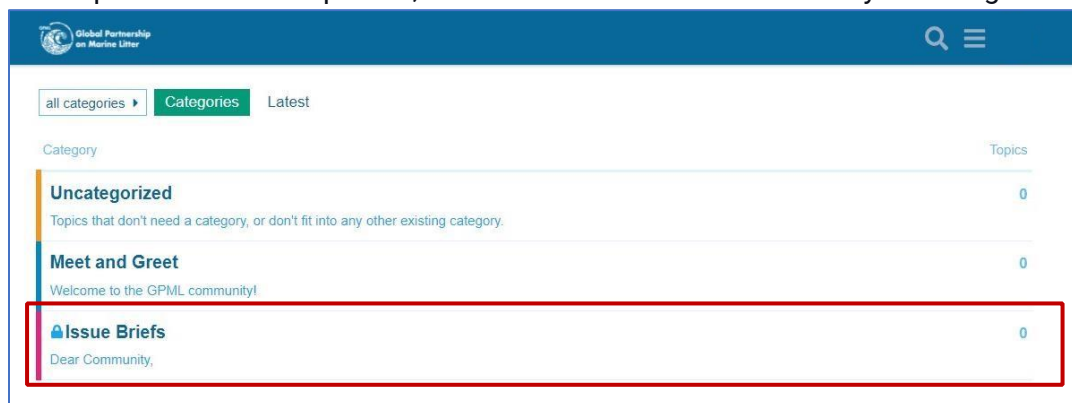 Global Partnership
on Marine Litter
all categories Categories Latest
Category Topics
Uncategorized 0
Topics that don't need a category, or don't fit into any other existing category.
Meet and Greet 0
Welcome to the GPML community!
Issue Briefs 0
Dear Community,